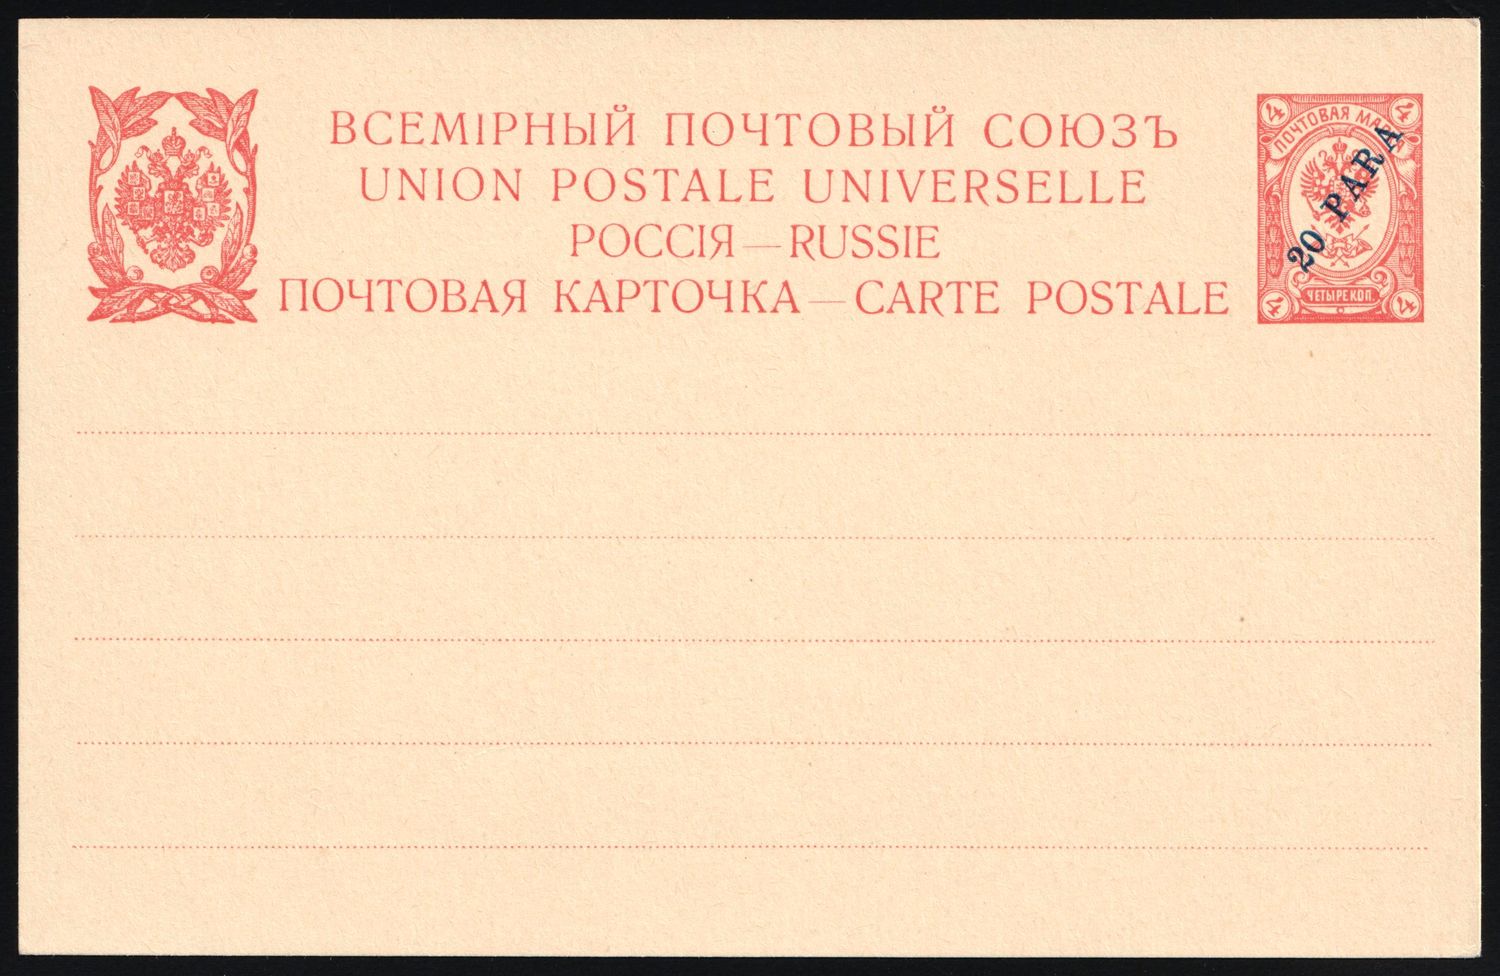 ВСЕМІРНЫЙ ПОЧТОВЫЙ СОЮЗЪ
UNION POSTALE UNIVERSELLE
РОССІЯ — RUSSIE
ПОЧТОВАЯ КАРТОЧКА — CARTE POSTALE
4 4
ПОЧТОВАЯ МАРКА
20 PARA
ЧЕТЫРЕ КОП
4 4